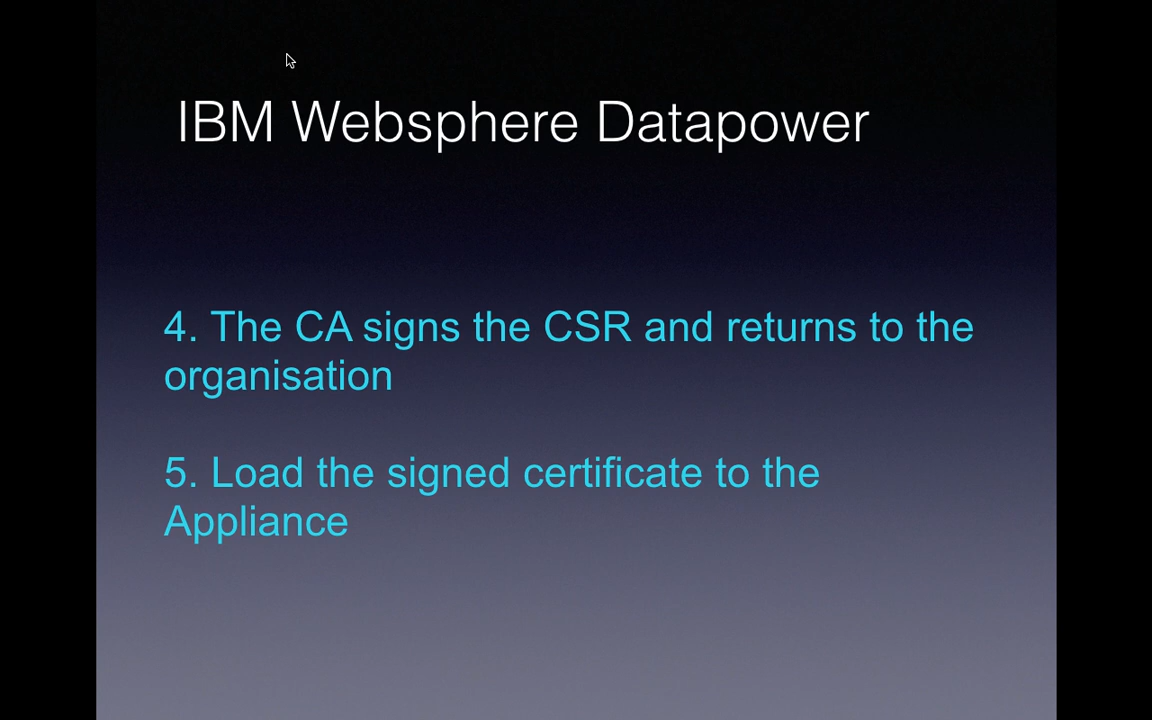 IBM Websphere Datapower
4. The CA signs the CSR and returns to the
organisation
5. Load the signed certificate to the
Appliance